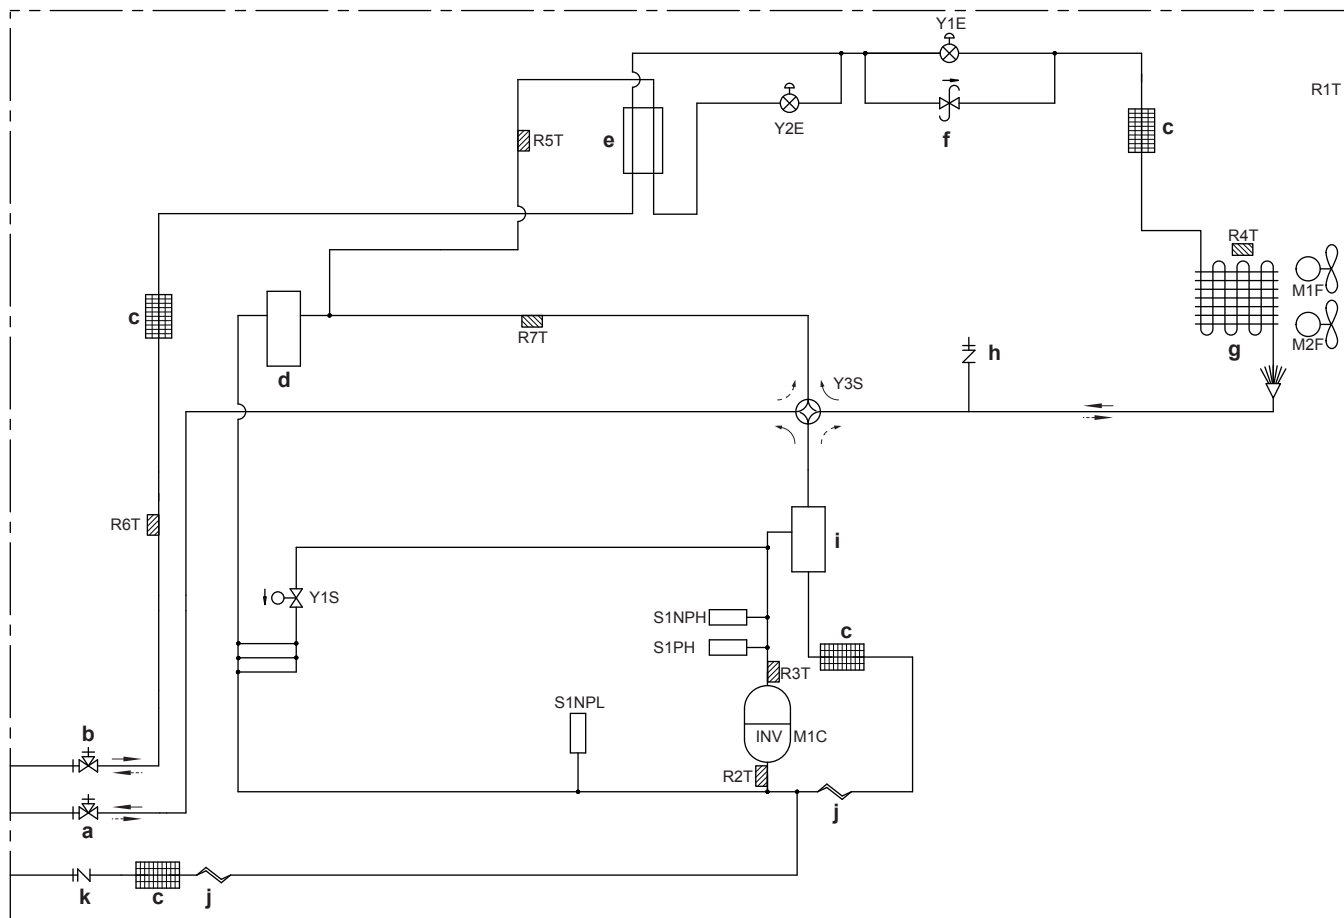 Y1E
R1T
c
Y2E
f
R5T
e
R4T
M1F
c
R7T
M2F
g
h
d
Y3S
R6T
i
Y1S
S1NPH
c
S1PH
R3T
S1NPL
b
INV M1C
R2T
a
j
k
c
j